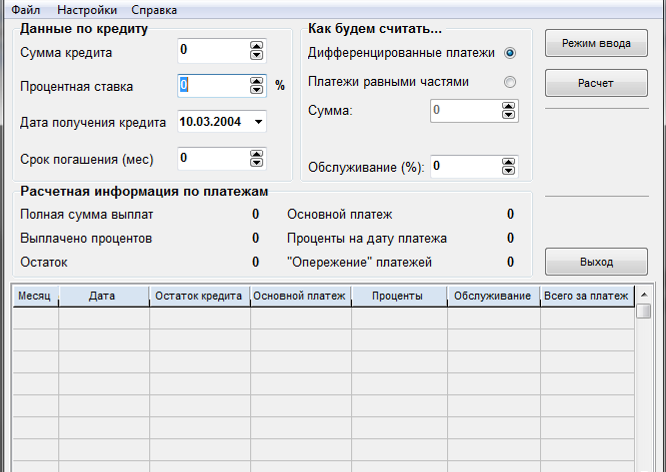 Файл Настройки Справка
Данные по кредиту
Сумма кредита 0
Процентная ставка 0 %
Дата получения кредита 10.03.2004
Срок погашения (мес) 0
Как будем считать...
Дифференцированные платежи
Платежи равными частями
Сумма: 0
Обслуживание (%): 0
Режим ввода
Расчет
Расчетная информация по платежам
Полная сумма выплат 0 Основной платеж 0
Выплачено процентов 0 Проценты на дату платежа 0
Остаток 0 "Опережение" платежей 0
Выход
Месяц Дата Остаток кредита Основной платеж Проценты Обслуживание Всего за платеж